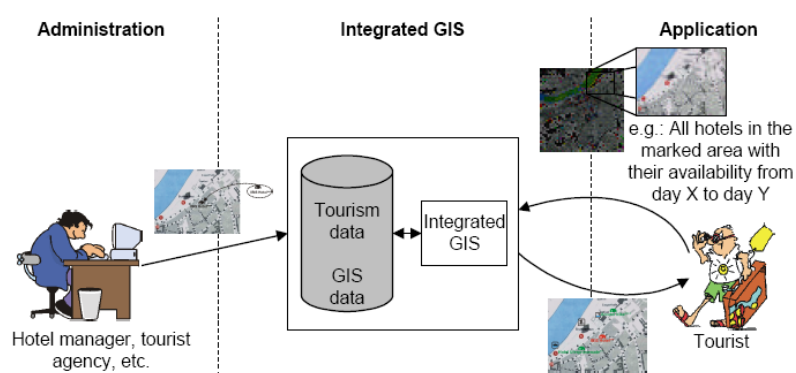 Administration
Integrated GIS
Application
e.g.: All hotels in the
marked area with
their availability from
day X to day Y
Tourism
data
GIS
data
Integrated
GIS
Hotel manager, tourist
agency, etc.
Tourist